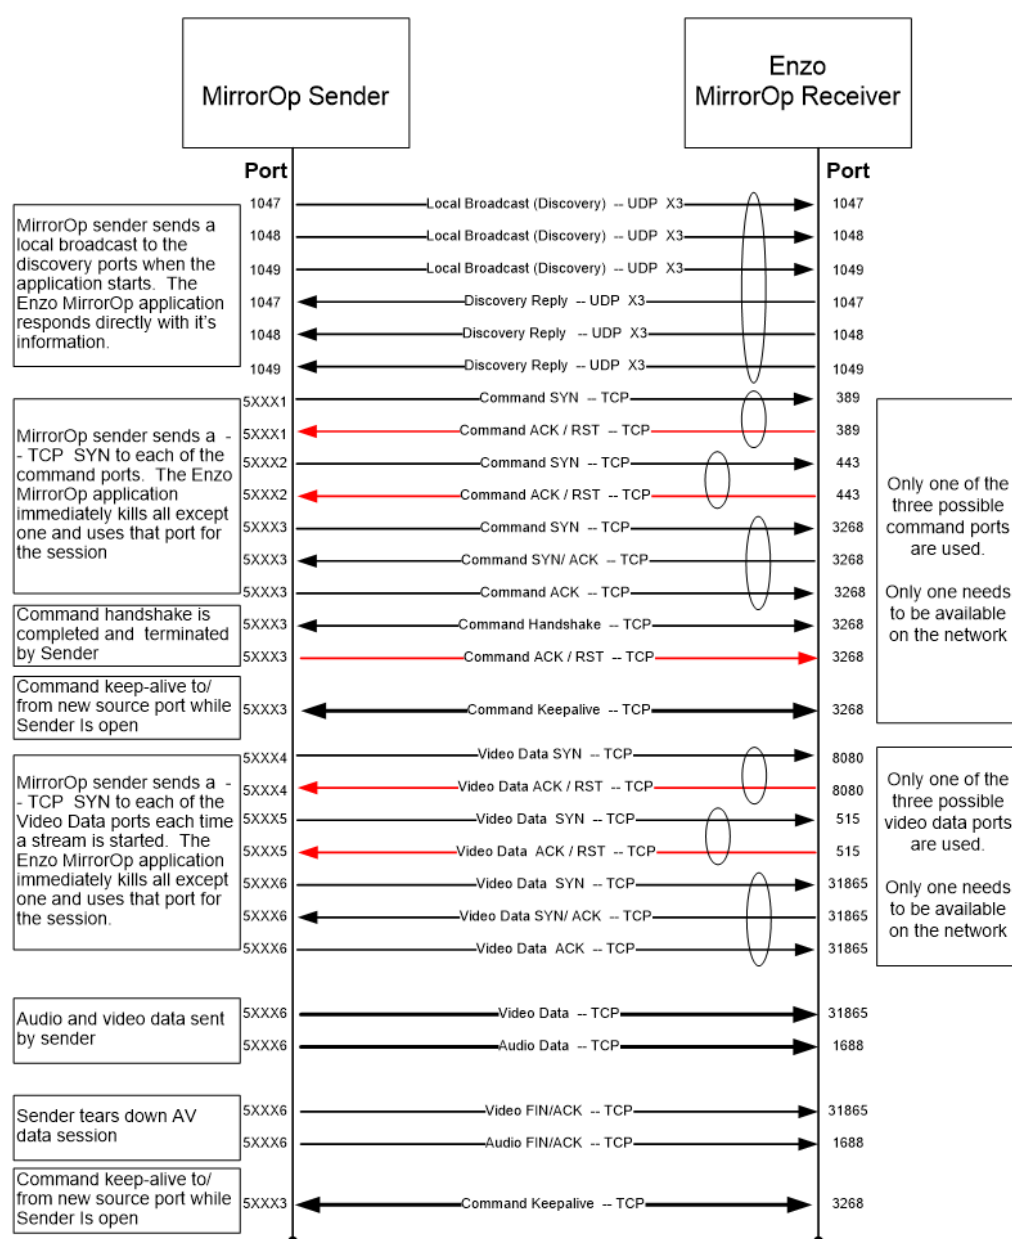 MirrorOp Sender
Enzo
MirrorOp Receiver
Port
Port
MirrorOp sender sends a
local broadcast to the
discovery ports when the
application starts.  The
Enzo MirrorOp application
responds directly with it's
information.
1047 Local Broadcast (Discovery) -- UDP X3 1047
1048 Local Broadcast (Discovery) -- UDP X3 1048
1049 Local Broadcast (Discovery) -- UDP X3 1049
1047 Discovery Reply -- UDP X3 1047
1048 Discovery Reply -- UDP X3 1048
1049 Discovery Reply -- UDP X3 1049
MirrorOp sender sends a -
- TCP SYN to each of the
command ports. The Enzo
MirrorOp application
immediately kills all except
one and uses that port for
the session
5XXX1 Command SYN -- TCP 389
5XXX1 Command ACK / RST -- TCP 389
5XXX2 Command SYN -- TCP 443
5XXX2 Command ACK / RST -- TCP 443
5XXX3 Command SYN -- TCP 3268
5XXX3 Command SYN/ ACK -- TCP 3268
5XXX3 Command ACK -- TCP 3268
Only one of the
three possible
command ports
are used.
Only one needs
to be available
on the network
Command handshake is
completed and terminated
by Sender
5XXX3 Command Handshake -- TCP 3268
5XXX3 Command ACK / RST -- TCP 3268
Command keep-alive to/
from new source port while
Sender Is open
5XXX3 Command Keepalive -- TCP 3268
MirrorOp sender sends a -
- TCP SYN to each of the
Video Data ports each time
a stream is started. The
Enzo MirrorOp application
immediately kills all except
one and uses that port for
the session.
5XXX4 Video Data SYN -- TCP 8080
5XXX4 Video Data ACK / RST -- TCP 8080
5XXX5 Video Data SYN -- TCP 515
5XXX5 Video Data ACK / RST -- TCP 515
5XXX6 Video Data SYN -- TCP 31865
5XXX6 Video Data SYN/ ACK -- TCP 31865
5XXX6 Video Data ACK -- TCP 31865
Only one of the
three possible
video data ports
are used.
Only one needs
to be available
on the network
Audio and video data sent
by sender
5XXX6 Video Data -- TCP 31865
5XXX6 Audio Data -- TCP 1688
Sender tears down AV
data session
5XXX6 Video FIN/ACK -- TCP 31865
5XXX6 Audio FIN/ACK -- TCP 1688
Command keep-alive to/
from new source port while
Sender Is open
5XXX3 Command Keepalive -- TCP 3268